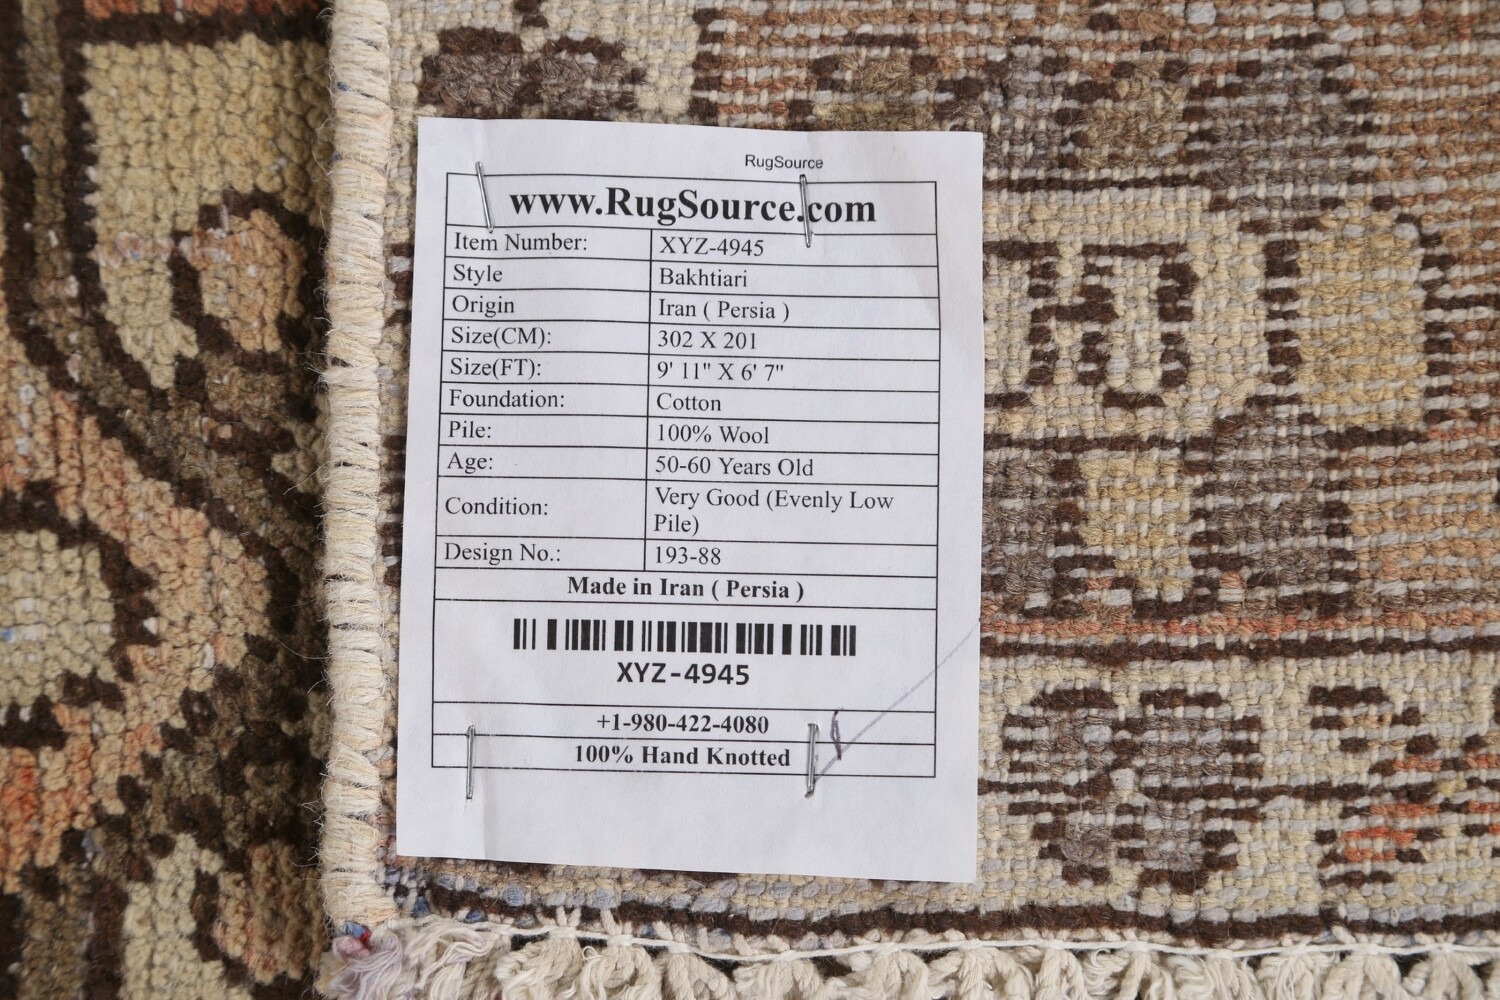 RugSource
www.RugSource.com
Item Number: XYZ-4945
Style Bakhtiari
Origin Iran ( Persia )
Size(CM): 302 X 201
Size(FT): 9' 11" X 6' 7"
Foundation: Cotton
Pile: 100% Wool
Age: 50-60 Years Old
Condition: Very Good (Evenly Low
Pile)
Design No.: 193-88
Made in Iran ( Persia )
XYZ-4945
+1-980-422-4080
100% Hand Knotted